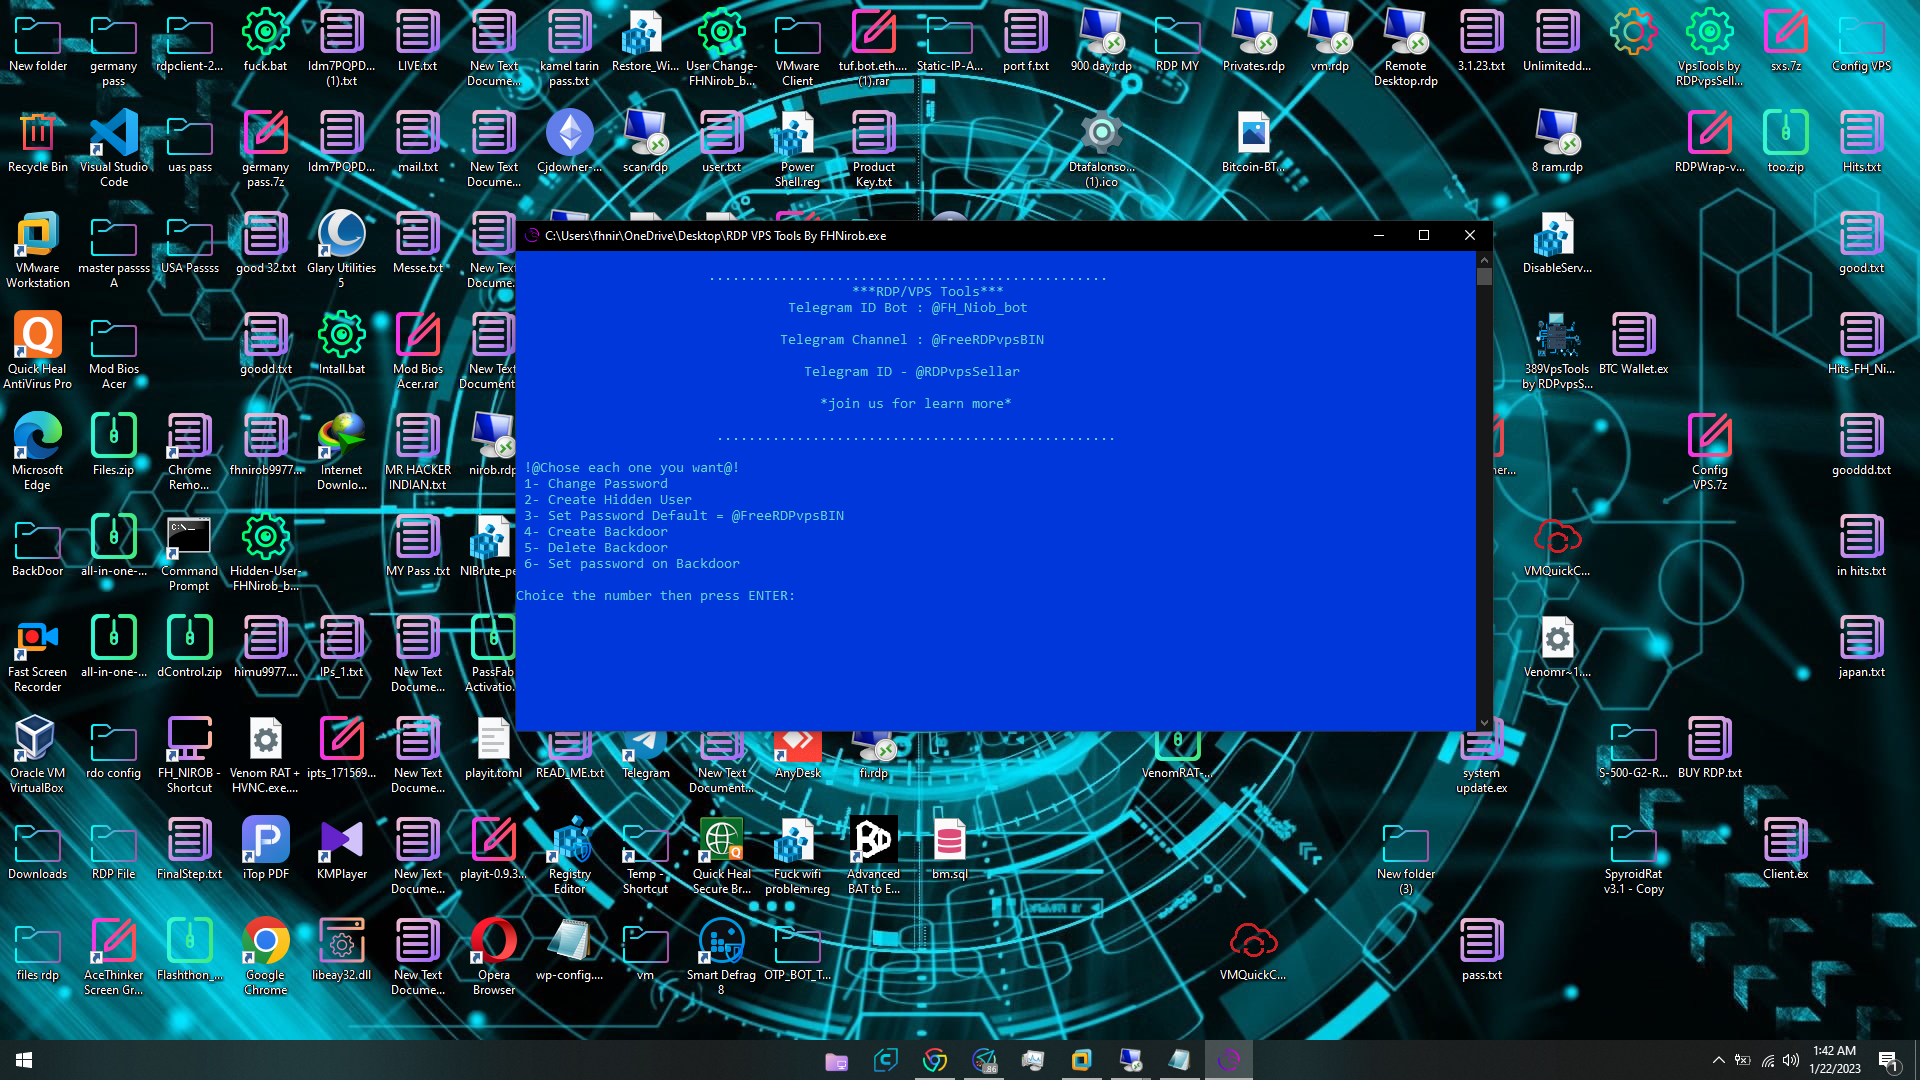 New folder
germany pass
rdpclient-2...
fuck.bat
ldm7PQPD... (1).txt
LIVE.txt
New Text Docume...
kamel tarin pass.txt
Restore_Wi...
User Change-FHNirob_b...
VMware Client
tuf.bot.eth.... (1).rar
Static-IP-A...
port f.txt
900 day.rdp
RDP MY
Privates.rdp
vm.rdp
Remote Desktop.rdp
3.1.23.txt
Unlimitedd...
VpsTools by RDPvpsSell...
sxs.7z
Config VPS
Recycle Bin
Visual Studio Code
uas pass
germany pass.7z
ldm7PQPD...
mail.txt
New Text Docume...
Cjdowner-...
scan.rdp
user.txt
Power Shell.reg
Product Key.txt
Dtafalonso... (1).ico
Bitcoin-BT...
8 ram.rdp
RDPWrap-v...
too.zip
Hits.txt
VMware Workstation
master passss A
USA Passss
good 32.txt
Glary Utilities 5
Messe.txt
New Text Docume.
DisableServ...
good.txt
Quick Heal AntiVirus Pro
Mod Bios Acer
goodd.txt
Intall.bat
Mod Bios Acer.rar
New Text Document
389VpsTools by RDPvpsS...
BTC Wallet.ex
Hits-FH_Ni...
Microsoft Edge
Files.zip
Chrome Remo...
fhnirob9977...
Internet Downlo...
MR HACKER INDIAN.txt
nirob.rdp
Config VPS.7z
gooddd.txt
BackDoor
all-in-one-...
Command Prompt
Hidden-User-FHNirob_b...
MY Pass .txt
NlBrute_pe
VMQuickC...
in hits.txt
Fast Screen Recorder
all-in-one-...
dControl.zip
himu9977....
IPs_1.txt
New Text Docume...
PassFab Activatio.
Venomr~1....
japan.txt
Oracle VM VirtualBox
rdo config
FH_NIROB - Shortcut
Venom RAT + HVNC.exe....
ipts_171569...
New Text Docume...
playit.toml
READ_ME.txt
Telegram
New Text Document...
AnyDesk
fi.rdp
VenomRAT-...
system update.ex
S-500-G2-R...
BUY RDP.txt
Downloads
RDP File
FinalStep.txt
iTop PDF
KMPlayer
New Text Docume...
playit-0.9.3...
Registry Editor
Temp - Shortcut
Quick Heal Secure Br...
Fuck wifi problem.reg
Advanced BAT to E...
bm.sql
New folder (3)
SpyroidRat v3.1 - Copy
Client.ex
files rdp
AceThinker Screen Gr...
Flashthon_...
Google Chrome
libeay32.dll
New Text Docume...
Opera Browser
wp-config....
vm
Smart Defrag 8
OTP_BOT_T...
VMQuickC...
pass.txt
C:\Users\fhnir\OneDrive\Desktop\RDP VPS Tools By FHNirob.exe
..................................................
***RDP/VPS Tools***
Telegram ID Bot : @FH_Niob_bot
Telegram Channel : @FreeRDPvpsBIN
Telegram ID - @RDPvpsSellar
*join us for learn more*
..................................................
!@Chose each one you want@!
1- Change Password
2- Create Hidden User
3- Set Password Default = @FreeRDPvpsBIN
4- Create Backdoor
5- Delete Backdoor
6- Set password on Backdoor
Choice the number then press ENTER:
86
1:42 AM
1/22/2023
1